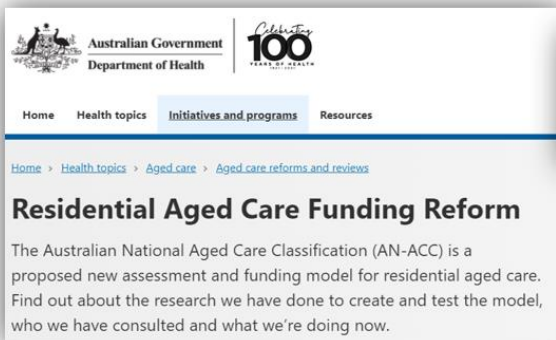 Australian Government
Department of Health
Celebrating
100
YEARS OF HEALTH
Home Health topics Initiatives and programs Resources
Home > Health topics > Aged care > Aged care reforms and reviews
Residential Aged Care Funding Reform
The Australian National Aged Care Classification (AN-ACC) is a
proposed new assessment and funding model for residential aged care.
Find out about the research we have done to create and test the model,
who we have consulted and what we're doing now.